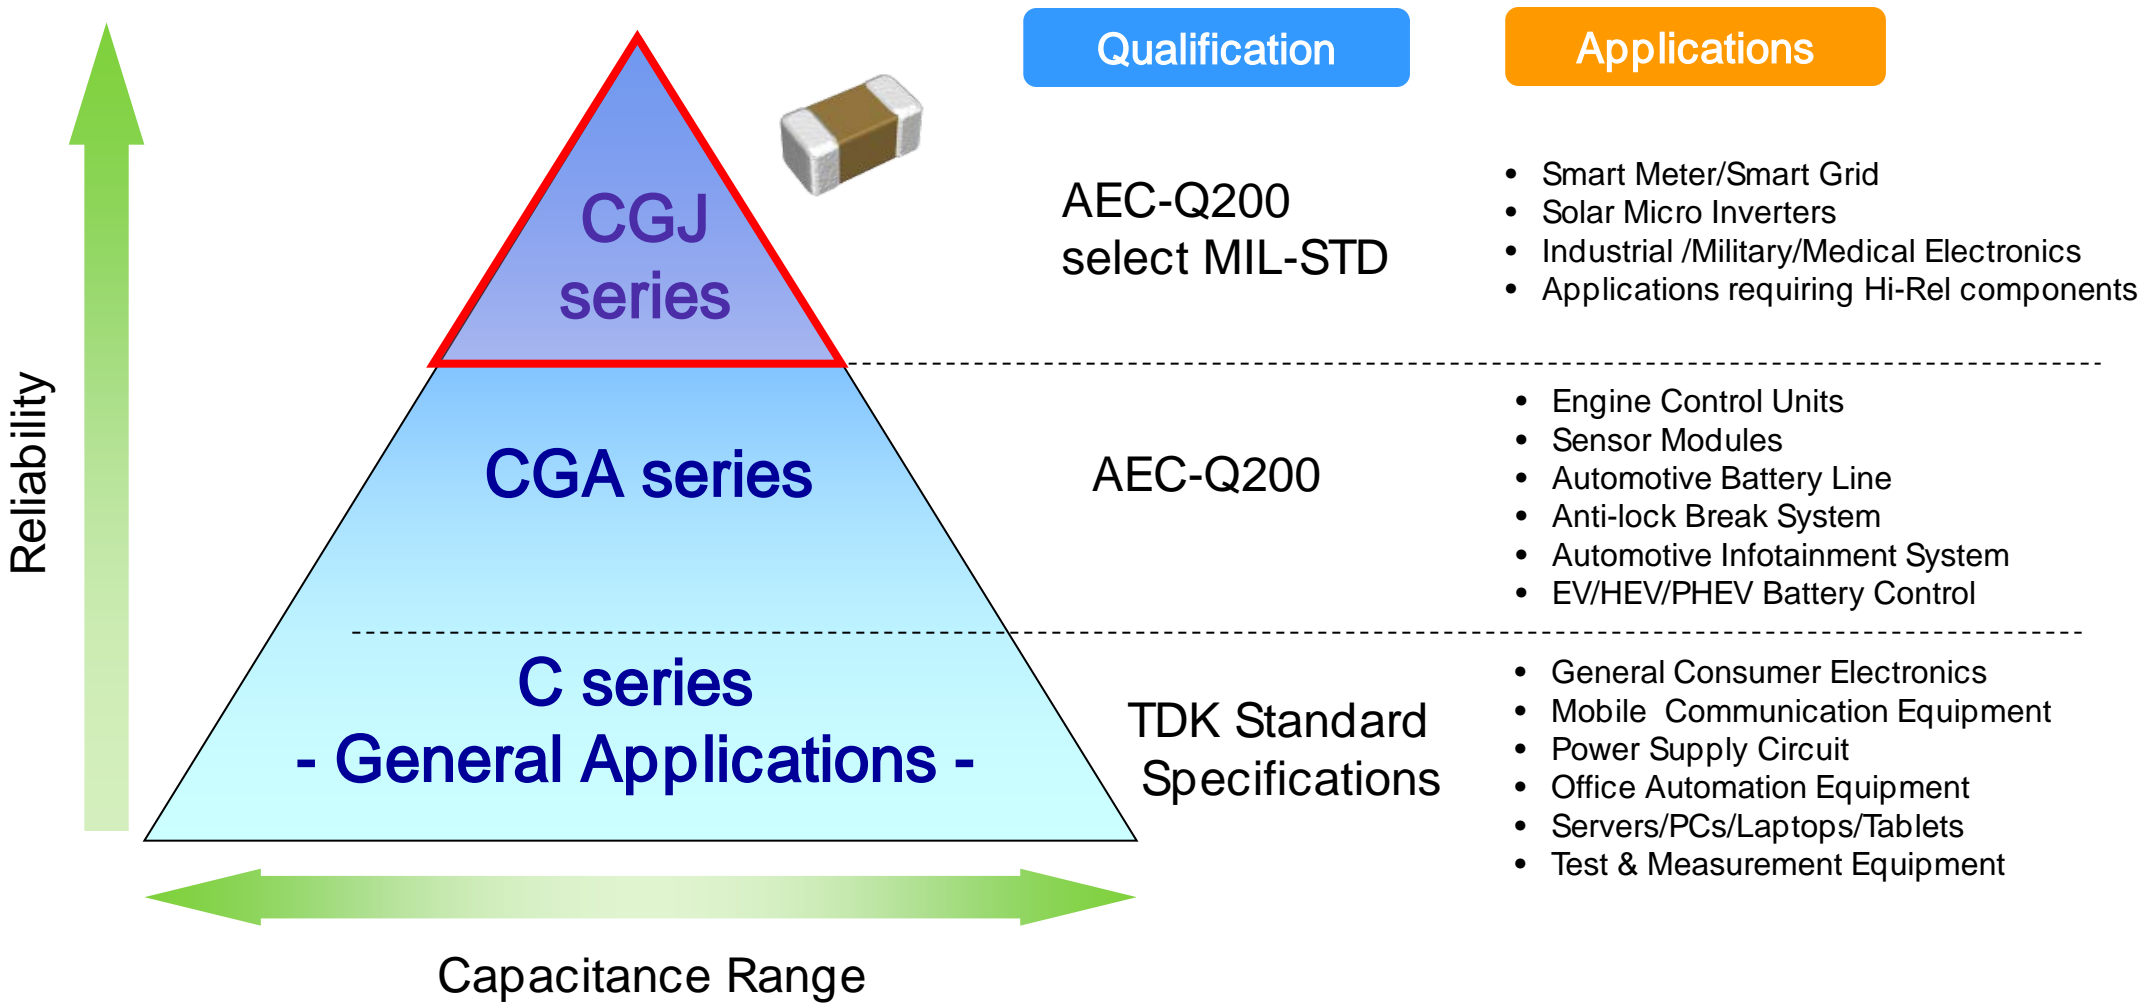 Qualification
Applications
CGJ
series
AEC-Q200
select MIL-STD
• Smart Meter/Smart Grid
• Solar Micro Inverters
• Industrial /Military/Medical Electronics
• Applications requiring Hi-Rel components
Reliability
CGA series
AEC-Q200
• Engine Control Units
• Sensor Modules
• Automotive Battery Line
• Anti-lock Break System
• Automotive Infotainment System
• EV/HEV/PHEV Battery Control
C series
- General Applications -
TDK Standard
Specifications
• General Consumer Electronics
• Mobile  Communication Equipment
• Power Supply Circuit
• Office Automation Equipment
• Servers/PCs/Laptops/Tablets
• Test & Measurement Equipment
Capacitance Range